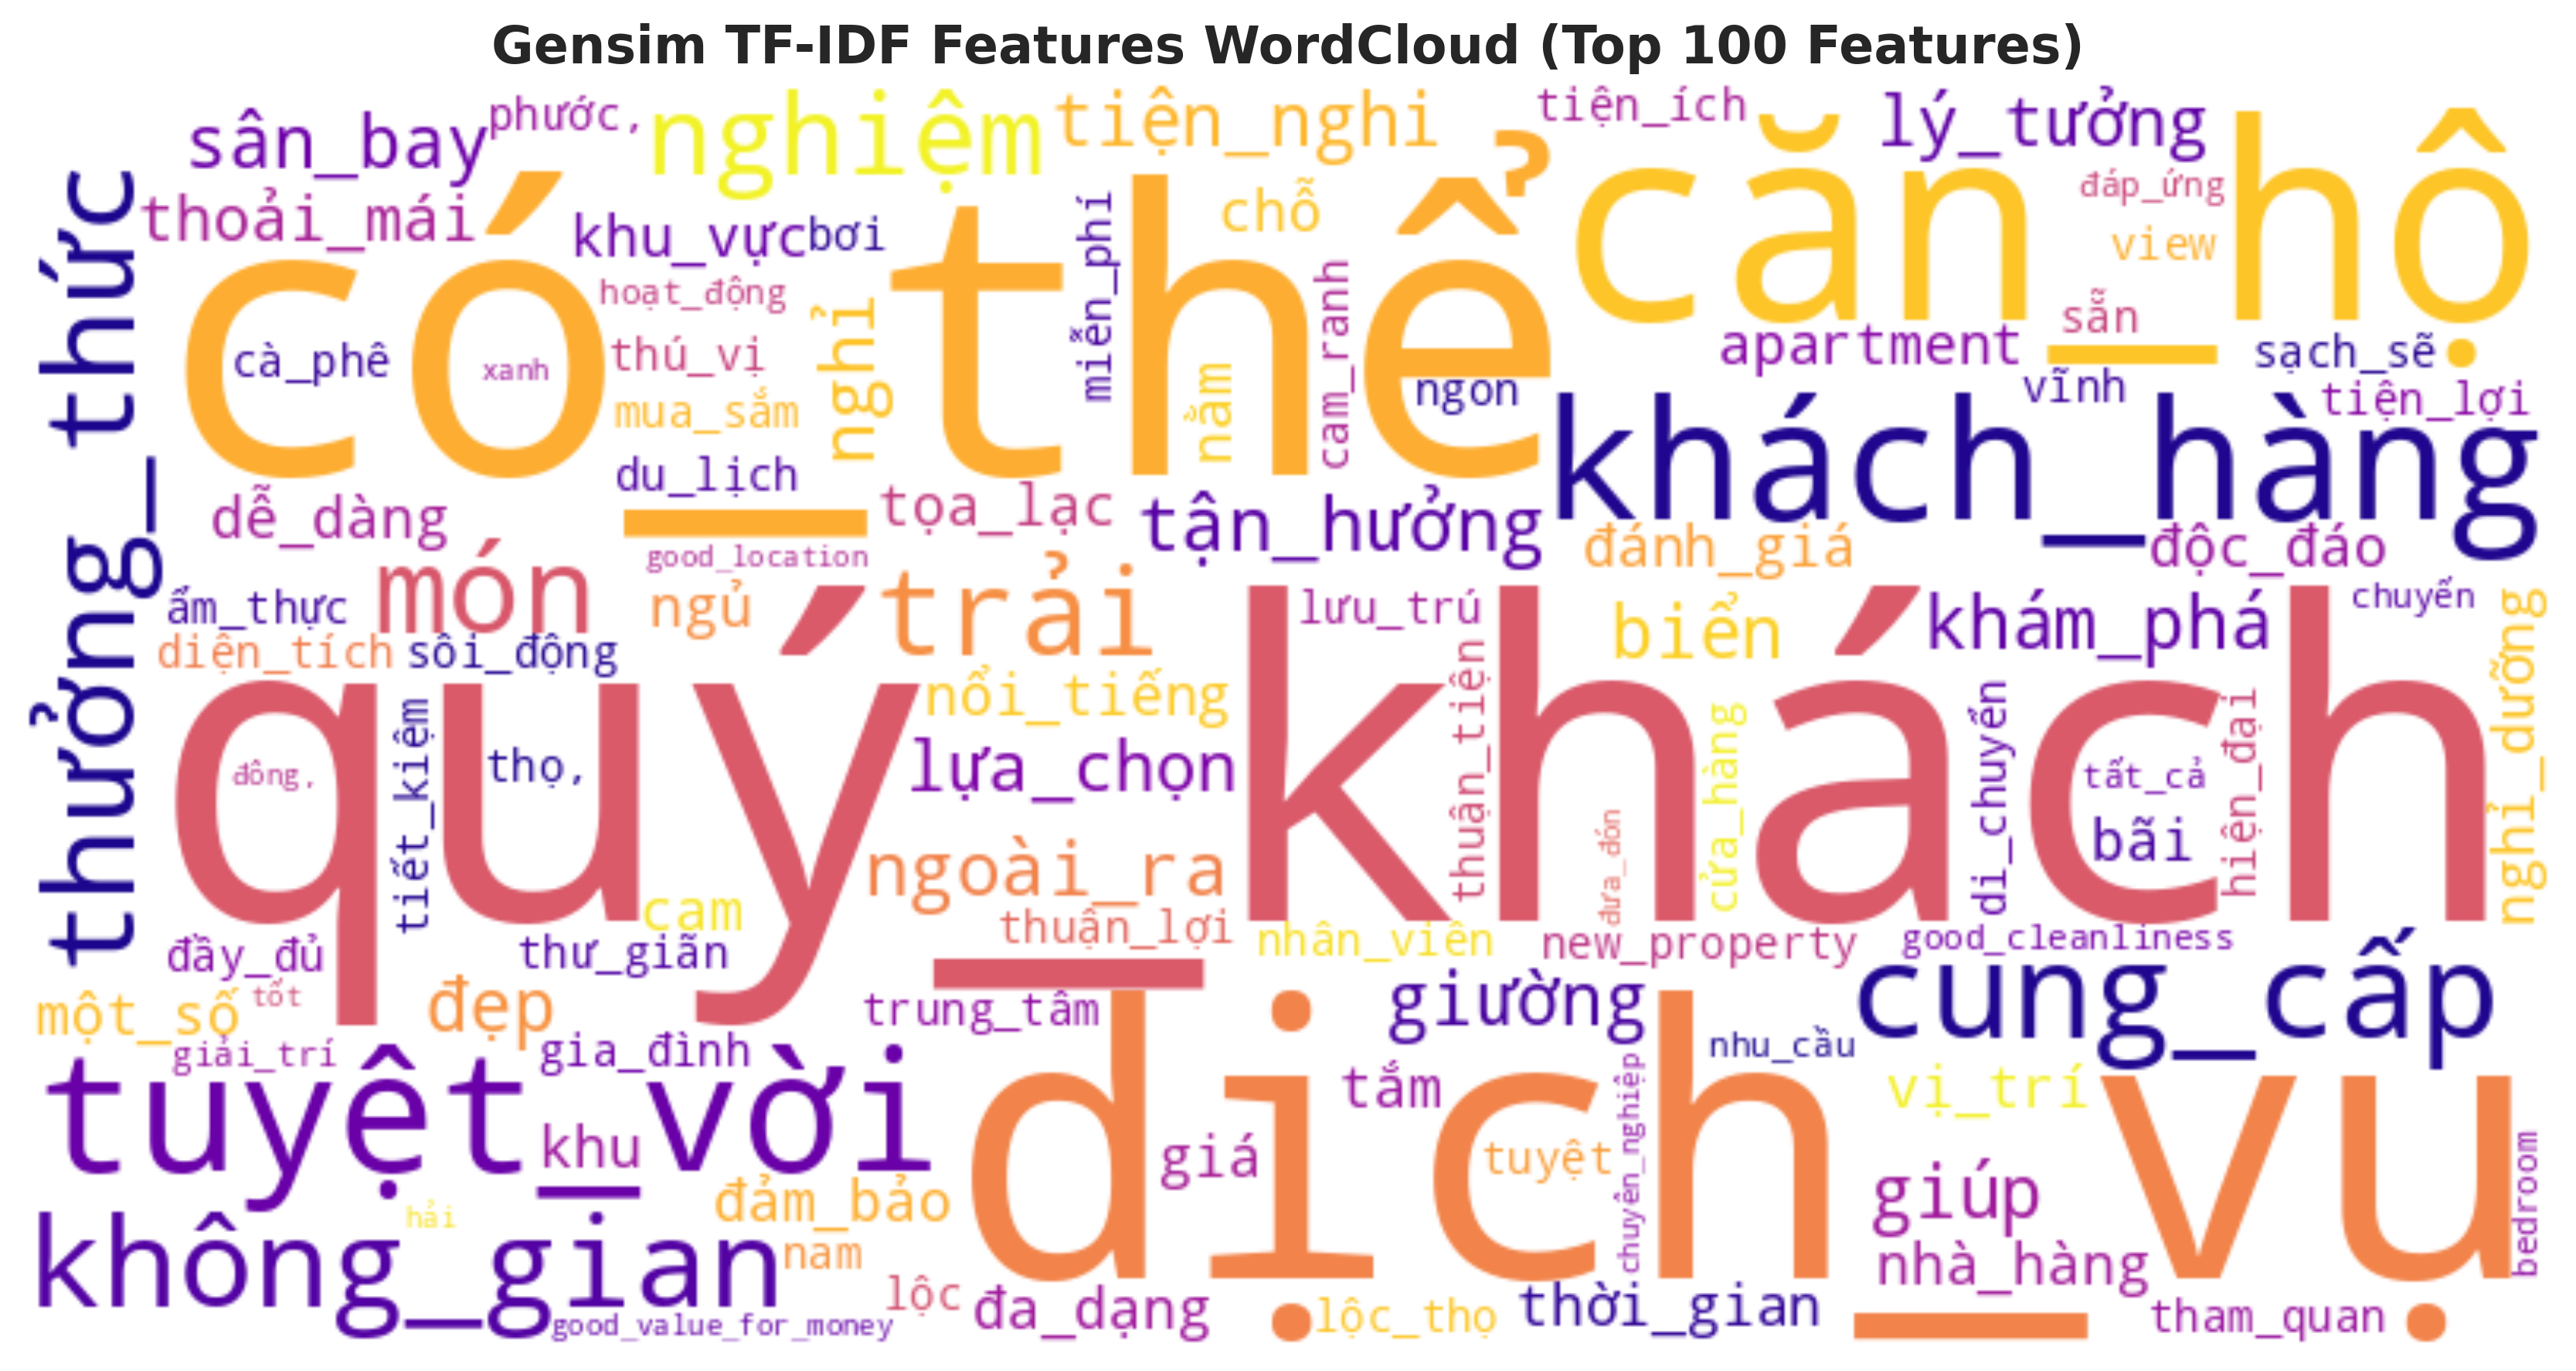 Gensim TF-IDF Features WordCloud (Top 100 Features)
sân_bay
phước,
nghiệm
tiện_nghi
tiện_ích
lý_tưởng
căn_hộ
thoải_mái
có_thể
khu_vực
bơi
chỗ
đáp_ứng
view
thưởng_thức
miễn_phí
hoạt_động
nghỉ
cam_ranh
sẵn
cà_phê
xanh
thú_vị
nằm
ngon
apartment
sạch_sẽ
vĩnh
tiện_lợi
mua_sắm
khách_hàng
du_lịch
dễ_dàng
tọa_lạc
tận_hưởng
đánh_giá
độc_đáo
good_location
món
trải
ẩm_thực
ngủ
lưu_trú
biển
khám_phá
chuyển
nghỉ_dưỡng
diện_tích
sôi_động
quý_khách
nổi_tiếng
thuận_tiện
cửa_hàng
di_chuyển
hiện_đại
tiết_kiệm
đông,
thọ,
lựa_chọn
tất_cả
bãi
đưa_đón
ngoài_ra
cam
thuận_lợi
nhân_viên
new_property
good_cleanliness
đầy_đủ
thư_giãn
một_số
tốt
đẹp
trung_tâm
giường
cung_cấp
giải_trí
gia_đình
nhu_cầu
tuyệt_vời
dịch_vụ
tắm
vị_trí
khu
giá
tuyệt
chuyên_nghiệp
giúp
bedroom
đảm_bảo
hải
không_gian
nam
nhà_hàng
lộc
đa_dạng
lộc_thọ
thời_gian
tham_quan
good_value_for_money